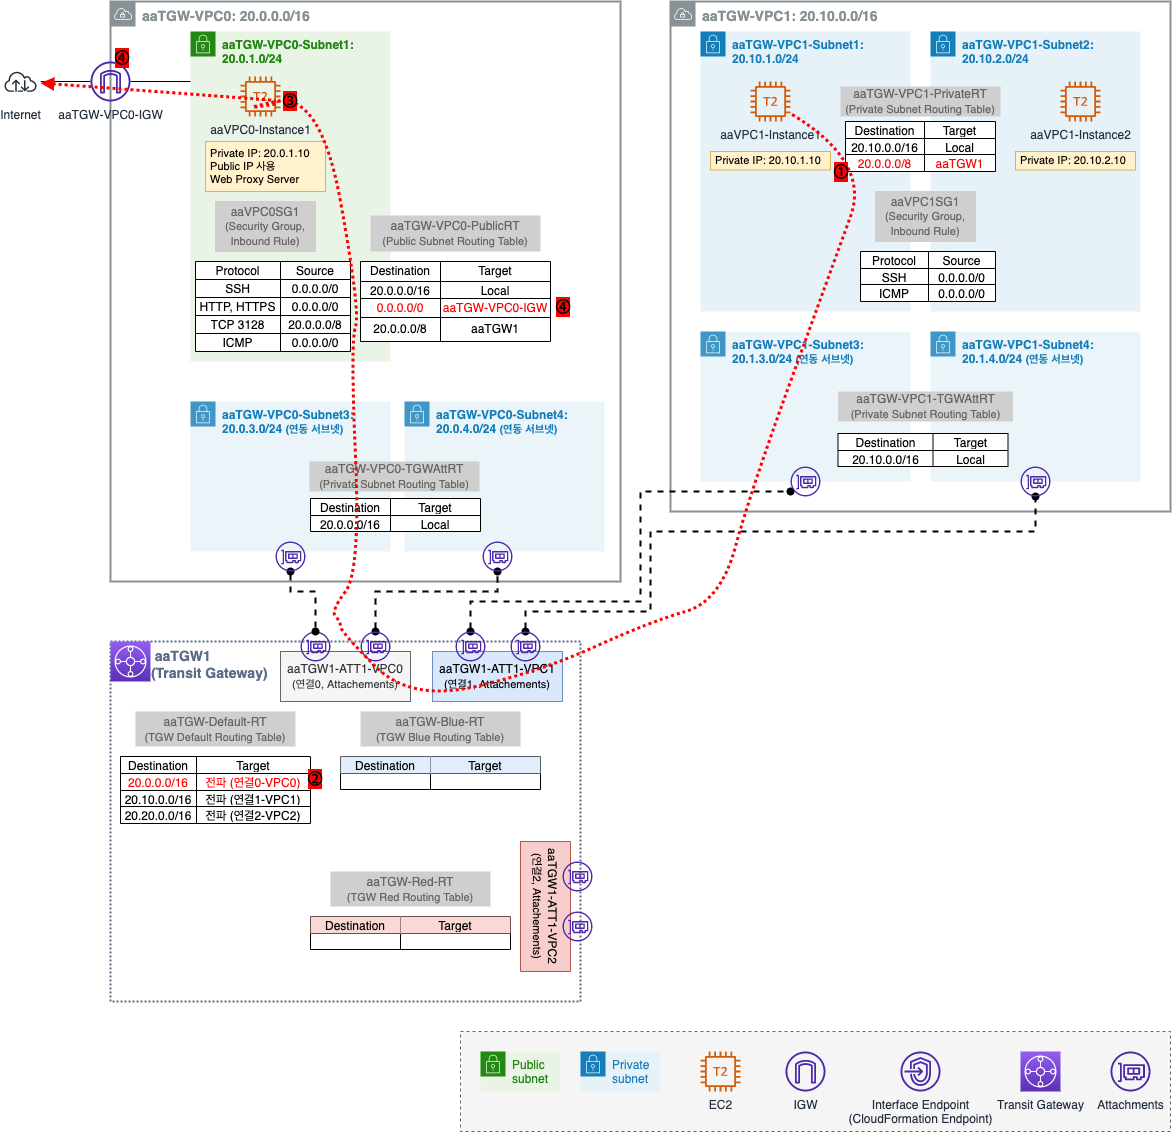 aaTGW-VPC0: 20.0.0.0/16
aaTGW-VPC0-Subnet1:
20.0.1.0/24
④
Internet
aaTGW-VPC0-IGW
T2
③
aaVPC0-Instance1
Private IP: 20.0.1.10
Public IP 사용
Web Proxy Server
aaVPC0SG1
(Security Group,
Inbound Rule)
Protocol Source
SSH 0.0.0.0/0
HTTP, HTTPS 0.0.0.0/0
TCP 3128 20.0.0.0/8
ICMP 0.0.0.0/0
aaTGW-VPC0-PublicRT
(Public Subnet Routing Table)
Destination Target
20.0.0.0/16 Local
0.0.0.0/0 aaTGW-VPC0-IGW
④
20.0.0.0/8 aaTGW1
aaTGW-VPC0-Subnet3:
20.0.3.0/24 (연동 서브넷)
aaTGW-VPC0-Subnet4:
20.0.4.0/24 (연동 서브넷)
aaTGW-VPC0-TGWAttRT
(Private Subnet Routing Table)
Destination Target
20.0.0.0/16 Local
aaTGW-VPC1: 20.10.0.0/16
aaTGW-VPC1-Subnet1:
20.10.1.0/24
aaTGW-VPC1-Subnet2:
20.10.2.0/24
T2
aaVPC1-Instance1
Private IP: 20.10.1.10
aaTGW-VPC1-PrivateRT
(Private Subnet Routing Table)
Destination Target
20.10.0.0/16 Local
20.0.0.0/8 aaTGW1
①
T2
aaVPC1-Instance2
Private IP: 20.10.2.10
aaVPC1SG1
(Security Group,
Inbound Rule)
Protocol Source
SSH 0.0.0.0/0
ICMP 0.0.0.0/0
aaTGW-VPC1-Subnet3:
20.1.3.0/24 (연동 서브넷)
aaTGW-VPC1-Subnet4:
20.1.4.0/24 (연동 서브넷)
aaTGW-VPC1-TGWAttRT
(Private Subnet Routing Table)
Destination Target
20.10.0.0/16 Local
aaTGW1
(Transit Gateway)
aaTGW1-ATT1-VPC0
(연결0, Attachements)
aaTGW1-ATT1-VPC1
(연결1, Attachements)
aaTGW-Default-RT
(TGW Default Routing Table)
Destination Target
20.0.0.0/16 전파 (연결0-VPC0)
②
20.10.0.0/16 전파 (연결1-VPC1)
20.20.0.0/16 전파 (연결2-VPC2)
aaTGW-Blue-RT
(TGW Blue Routing Table)
Destination Target
aaTGW-Red-RT
(TGW Red Routing Table)
Destination Target
aaTGW1-ATT1-VPC2
(연결2, Attachements)
Public
subnet
Private
subnet
T2
EC2
IGW
Interface Endpoint
(CloudFormation Endpoint)
Transit Gateway
Attachments